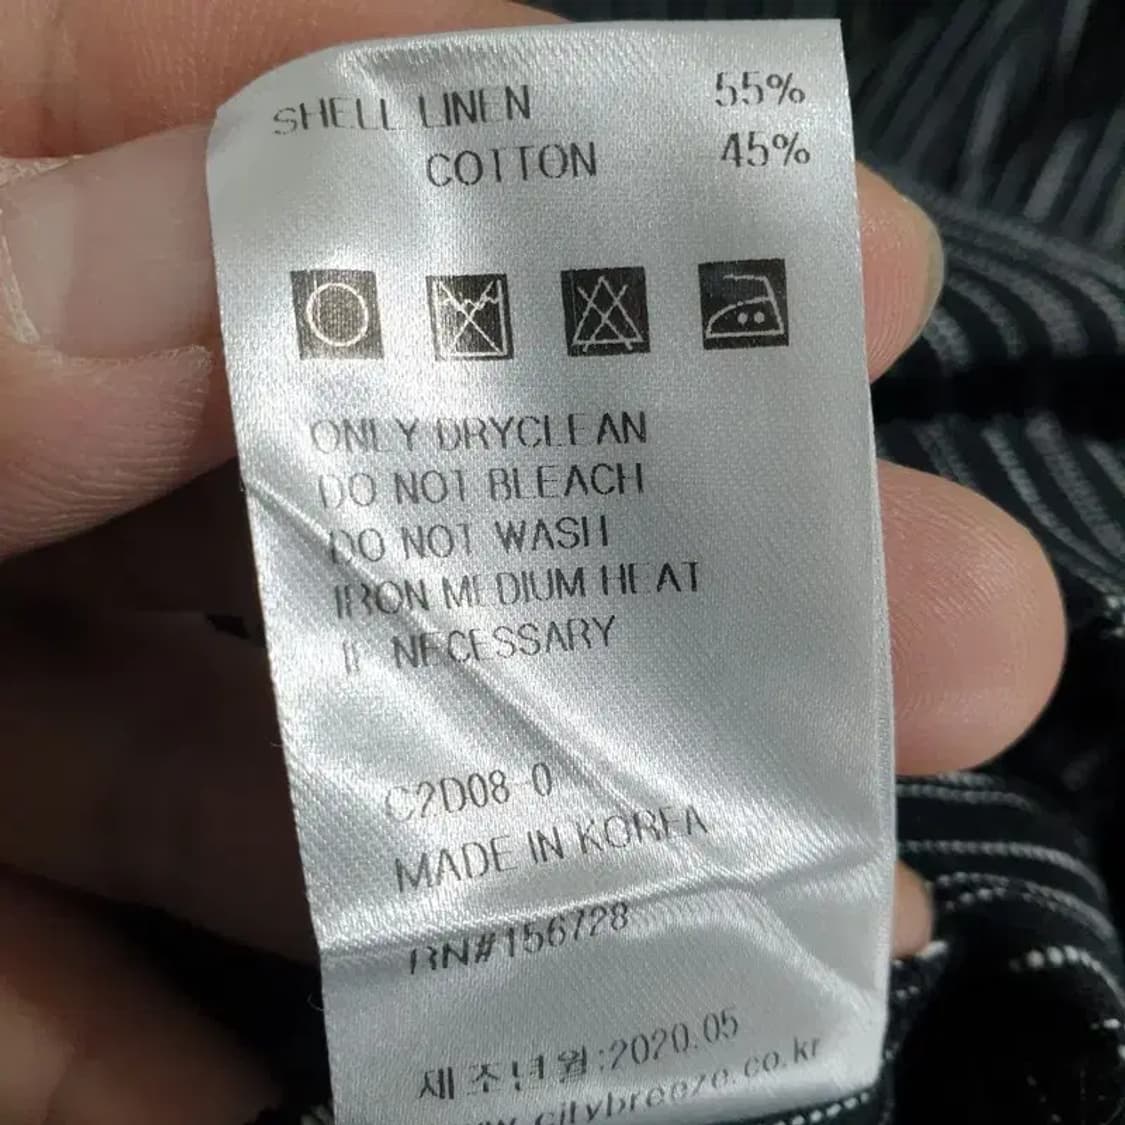 SHELL LINEN 55%
COTTON 45%
ONLY DRYCLEAN
DO NOT BLEACH
DO NOT WASH
IRON MEDIUM HEAT
IF NECESSARY
C2D08-0
MADE IN KOREA
RN#156728
제조년월:2020.05
www.citybreeze.co.kr